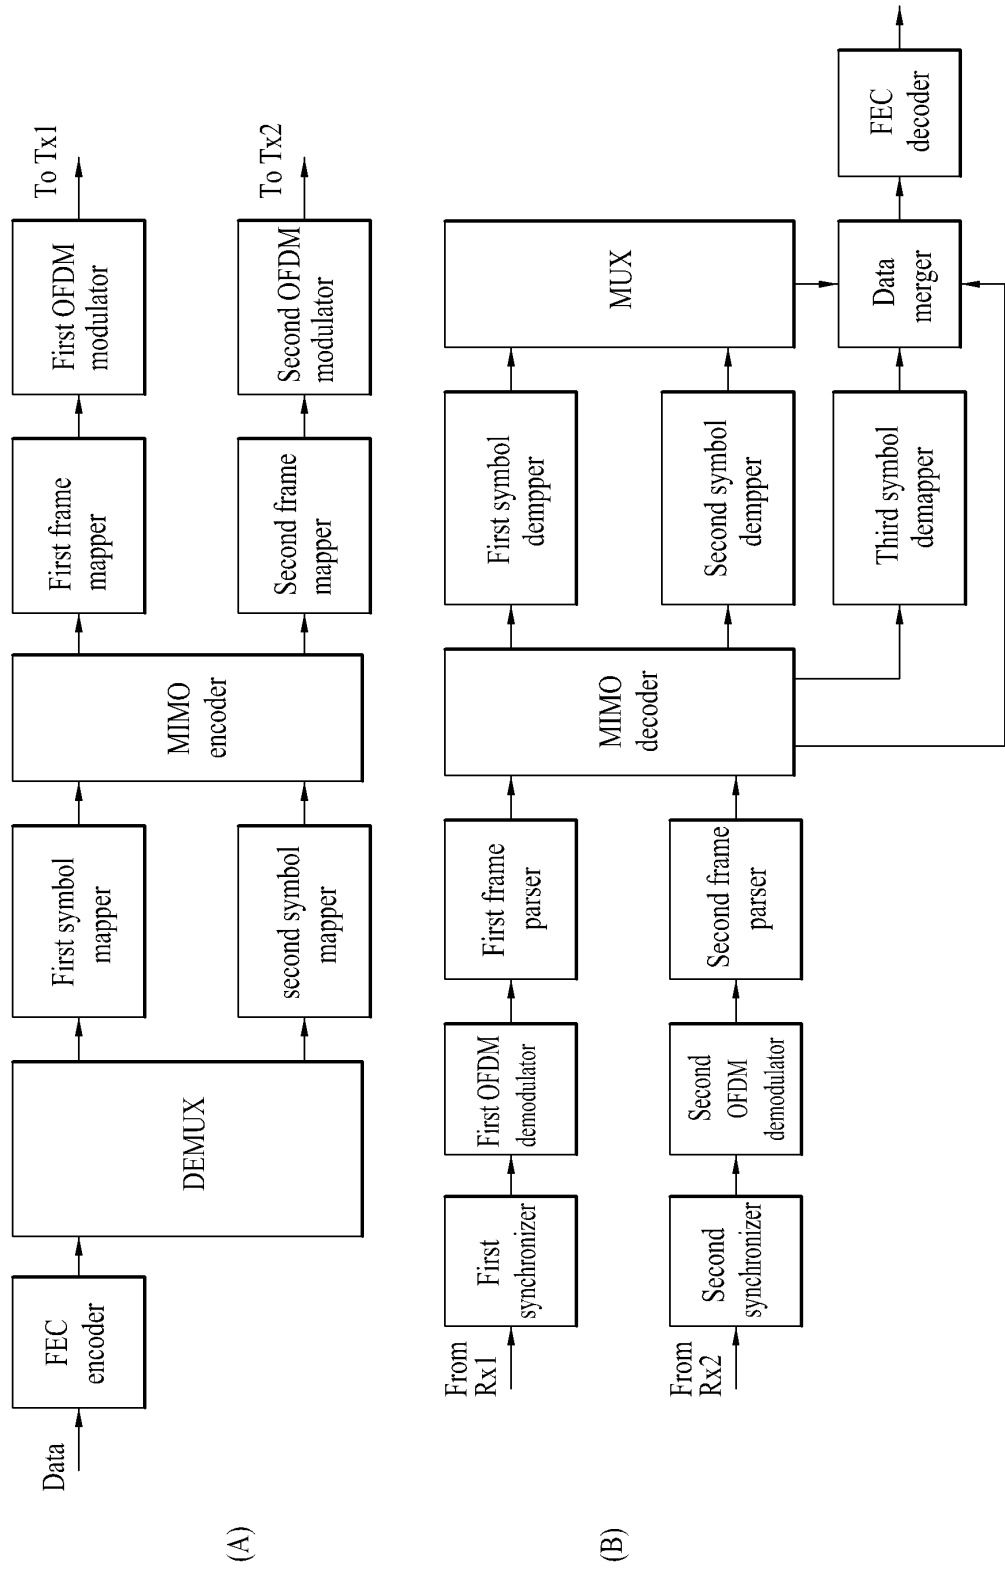 (A)
Data
FEC
encoder
DEMUX
First symbol
mapper
second symbol
mapper
MIMO
encoder
First frame
mapper
Second frame
mapper
First OFDM
modulator
Second OFDM
modulator
To Tx1
To Tx2
(B)
From
Rx1
From
Rx2
First
synchronizer
Second
synchronizer
First OFDM
demodulator
Second
OFDM
demodulator
First frame
parser
Second frame
parser
MIMO
decoder
First symbol
dempper
Second symbol
dempper
Third symbol
demapper
MUX
Data
merger
FEC
decoder